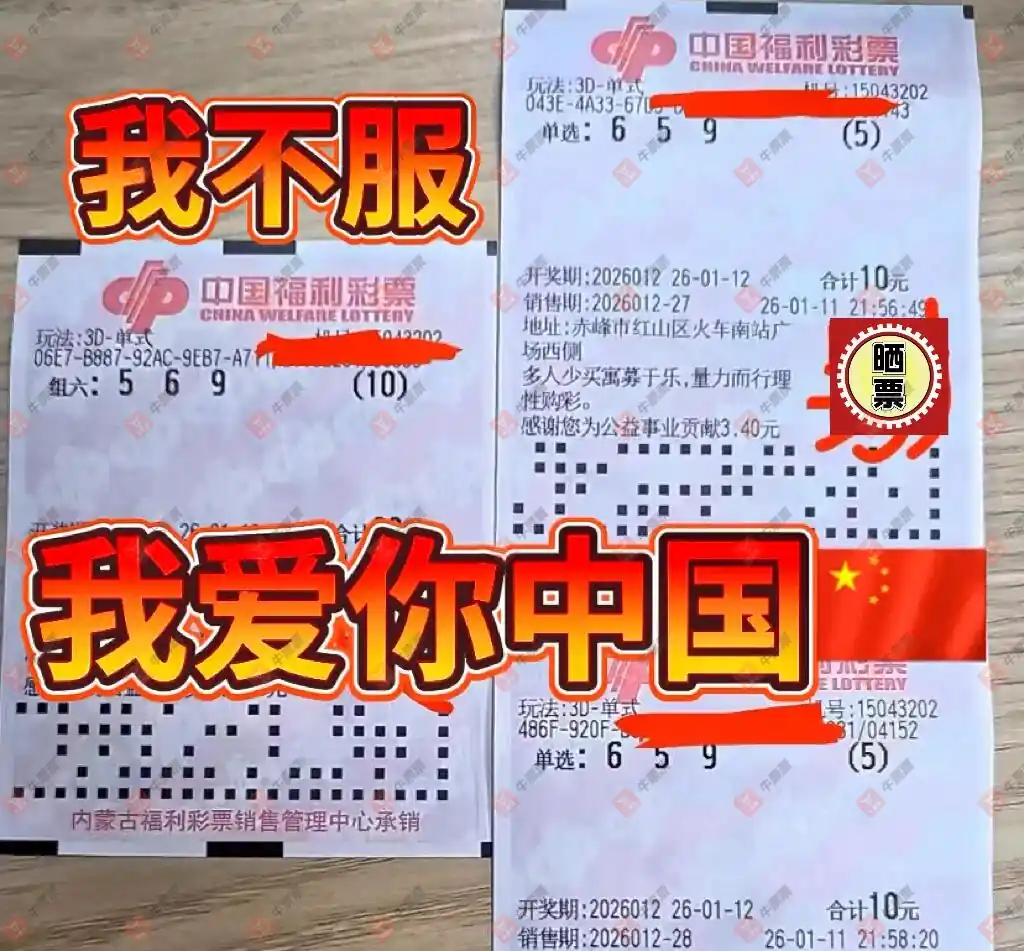 我不服
中国福利彩票
CHINA WELFARE LOTTERY
玩法:3D-单式
06E7-B887-92AC-9EB7-A7
组六: 5 6 9 (10)
我爱你中国
内蒙古福利彩票销售管理中心承销
中国福利彩票
CHINA WELFARE LOTTERY
玩法:3D-单式 机号:15043202
043E-4A33-67
单选: 6 5 9 (5)
开奖期:2026012 26-01-12 合计10元
销售期:2026012-27 26-01-11 21:56:49
地址:赤峰市红山区火车南站广
场西侧
多人少买寓募于乐,量力而行理
性购彩。
感谢您为公益事业贡献3.40元
晒
票
LOTTERY
玩法:3D-单式 机号:15043202
486F-920F- /04152
单选: 6 5 9 (5)
开奖期:2026012 26-01-12 合计10元
销售期:2026012-28 26-01-11 21:58:20
牛票票